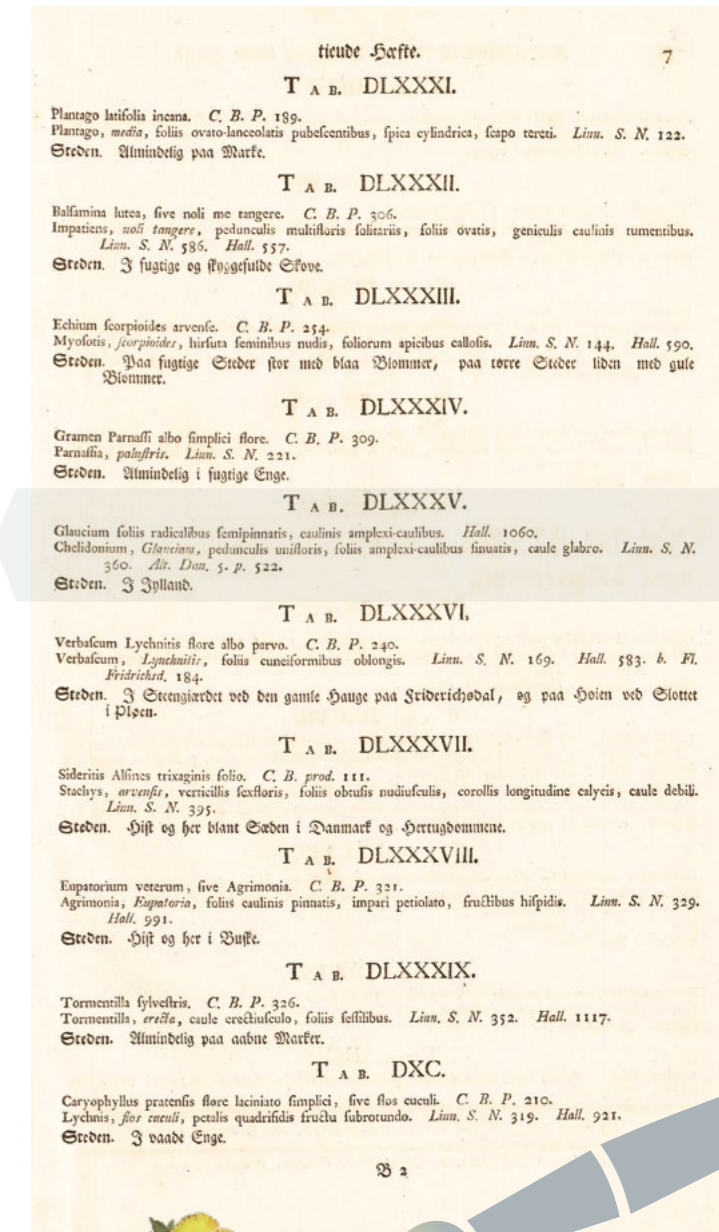 tiende Hæfte. 7
TAB. DLXXXI.
Plantago latifolia incana. C. B. P. 189.
Plantago, media, foliis ovato-lanceolatis pubeſcentibus, ſpica cylindrica, ſcapo tereti. Linn. S. N. 122.
Steden. Almindelig paa Marke.
TAB. DLXXXII.
Balſamina lutea, ſive noli me tangere. C. B. P. 306.
Impatiens, noli tangere, pedunculis multifloris ſolitariis, foliis ovatis, geniculis caulinis tumentibus.
Linn. S. N. 586. Hall. 557.
Steden. I fugtige og ſkyggefulde Skove.
TAB. DLXXXIII.
Echium ſcorpioides arvenſe. C. B. P. 254.
Myoſotis, ſcorpioides, hirſuta ſeminibus nudis, foliorum apicibus calloſis. Linn. S. N. 144. Hall. 590.
Steden. Paa fugtige Steder ſtor med blaa Blommer, paa tørre Steder liden med gule
Blommer.
TAB. DLXXXIV.
Gramen Parnaſſi albo ſimplici flore. C. B. P. 309.
Parnaſſia, paluſtris. Linn. S. N. 221.
Steden. Almindelig i fugtige Enge.
TAB. DLXXXV.
Glaucium foliis radicalibus ſemipinnatis, caulinis amplexi-caulibus. Hall. 1060.
Chelidonium, Glaucium, pedunculis unifloris, foliis amplexi-caulibus ſinuatis, caule glabro. Linn. S. N.
360. Alt. Dan. 5. p. 522.
Steden. I Jylland.
TAB. DLXXXVI.
Verbaſcum Lychnitis flore albo parvo. C. B. P. 240.
Verbaſcum, Lynchnitis, foliis cuneiformibus oblongis. Linn. S. N. 169. Hall. 583. b. Fl.
Fridrichsd. 184.
Steden. I Steengiærdet ved den gamle Hauge paa Friderichsdal, og paa Høien ved Slottet
i Pløen.
TAB. DLXXXVII.
Sideritis Alſines trixaginis folio. C. B. prod. 111.
Stachys, arvenſis, verticillis ſexfloris, foliis obtuſis nudiuſculis, corollis longitudine calycis, caule debili.
Linn. S. N. 395.
Steden. Hiſt og her blant Sæden i Danmark og Hertugdommene.
TAB. DLXXXVIII.
Eupatorium veterum, ſive Agrimonia. C. B. P. 321.
Agrimonia, Eupatoria, foliis caulinis pinnatis, impari petiolato, fructibus hiſpidis. Linn. S. N. 329.
Hall. 991.
Steden. Hiſt og her i Buſke.
TAB. DLXXXIX.
Tormentilla ſylveſtris. C. B. P. 326.
Tormentilla, erecta, caule erectiuſculo, foliis ſeſſilibus. Linn. S. N. 352. Hall. 1117.
Steden. Almindelig paa aabne Marker.
TAB. DXC.
Caryophyllus pratenſis flore laciniato ſimplici, ſive flos cuculi. C. B. P. 210.
Lychnis, flos cuculi, petalis quadrifidis fructu ſubrotundo. Linn. S. N. 319. Hall. 921.
Steden. I vaade Enge.
B 2